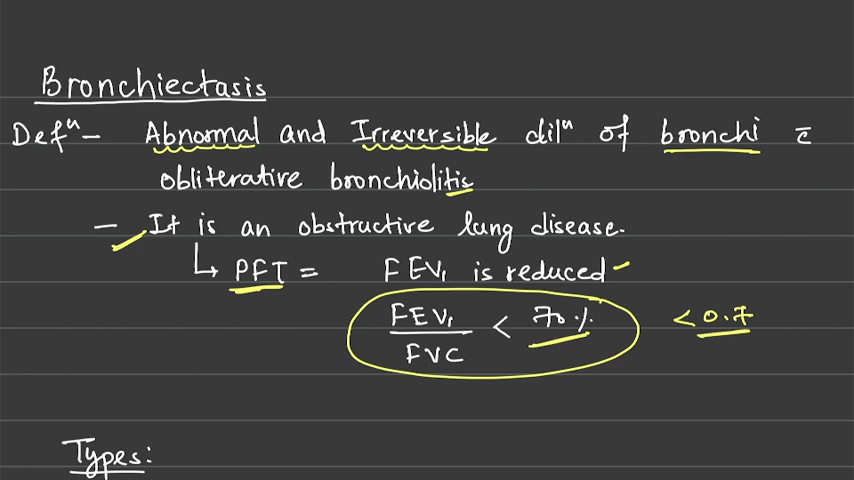 Bronchiectasis
Defⁿ - Abnormal and Irreversible dilⁿ of bronchi c̄
obliterative bronchiolitis
- It is an obstructive lung disease.
↳ PFT = FEV₁ is reduced
FEV₁ / FVC < 70% < 0.7
Types: